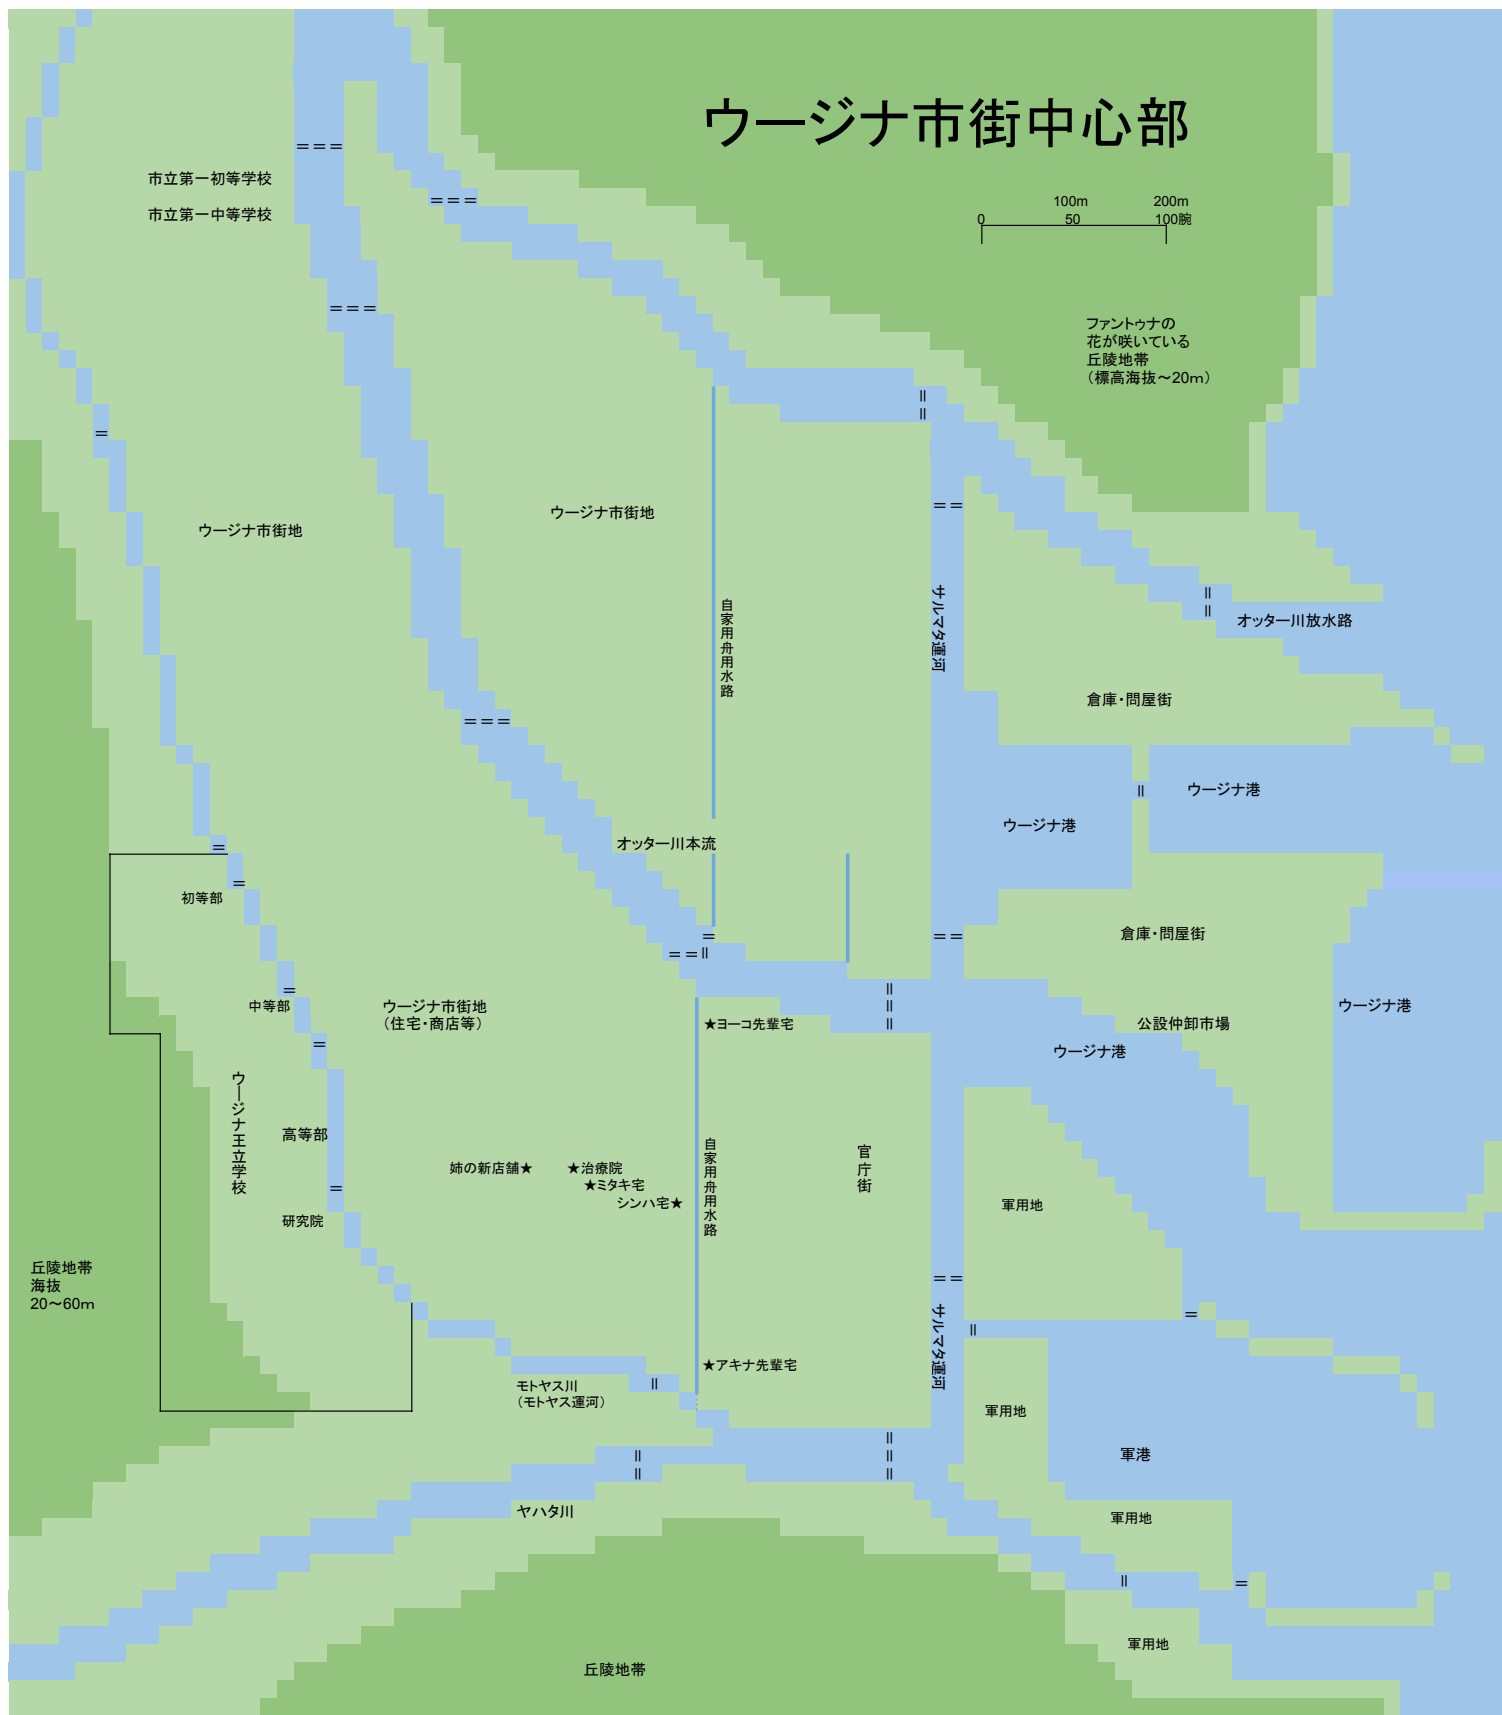 ウージナ市街中心部
市立第一初等学校
市立第一中等学校
100m 200m
0 50 100腕
ファントゥナの
花が咲いている
丘陵地帯
（標高海抜～20m）
ウージナ市街地
ウージナ市街地
自家用舟用水路
サルマタ運河
オッター川放水路
倉庫・問屋街
ウージナ港
ウージナ港
オッター川本流
初等部
倉庫・問屋街
中等部
ウージナ市街地
（住宅・商店等）
★ヨーコ先輩宅
公設仲卸市場
ウージナ港
ウージナ港
ウージナ王立学校
高等部
自家用舟用水路
官庁街
姉の新店舗★
★治療院
★ミタキ宅
シンハ宅★
軍用地
研究院
丘陵地帯
海抜
20～60m
サルマタ運河
★アキナ先輩宅
モトヤス川
（モトヤス運河）
軍用地
軍港
ヤハタ川
軍用地
軍用地
丘陵地帯